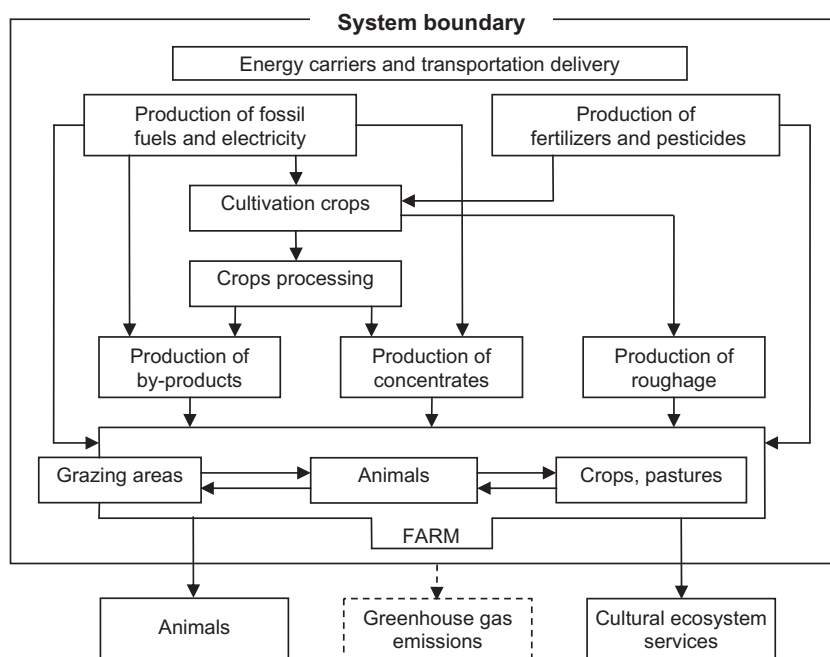 System boundary
Energy carriers and transportation delivery
Production of fossil
fuels and electricity
Production of
fertilizers and pesticides
Cultivation crops
Crops processing
Production of
by-products
Production of
concentrates
Production of
roughage
Grazing areas
Animals
Crops, pastures
FARM
Animals
Greenhouse gas
emissions
Cultural ecosystem
services